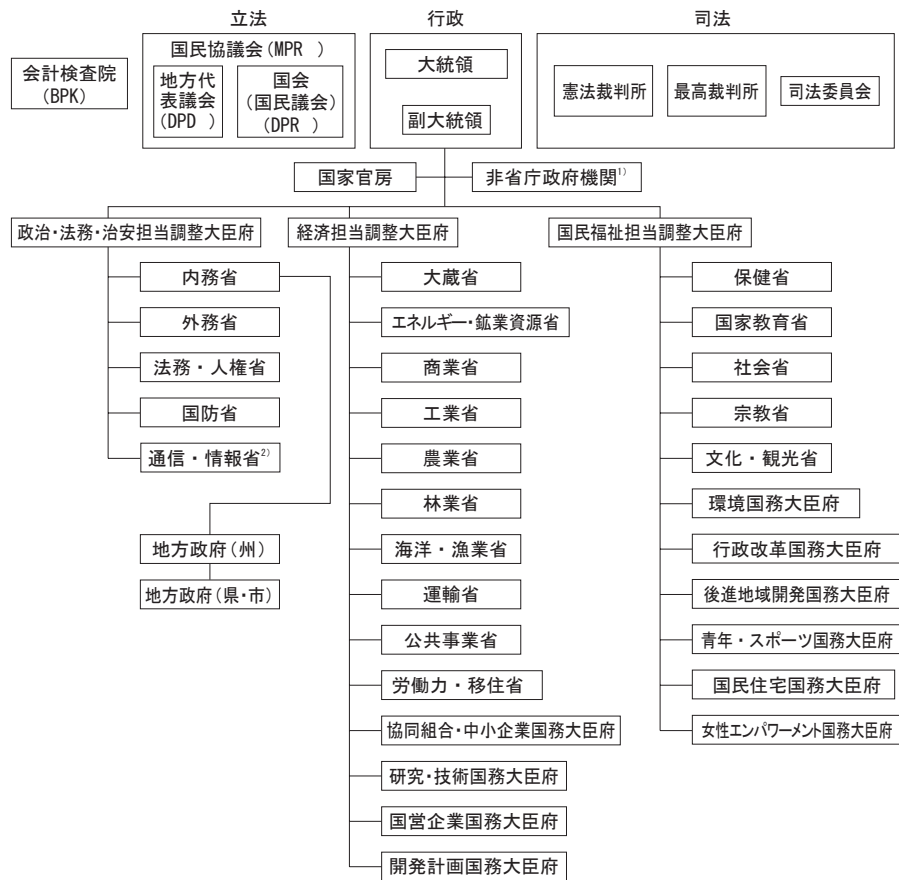 立法
行政
司法
会計検査院
(BPK)
国民協議会(MPR )
地方代
表議会
(DPD )
国会
(国民議会)
(DPR )
大統領
副大統領
憲法裁判所
最高裁判所
司法委員会
国家官房
非省庁政府機関1)
政治・法務・治安担当調整大臣府
内務省
外務省
法務・人権省
国防省
通信・情報省2)
地方政府(州)
地方政府(県・市)
経済担当調整大臣府
大蔵省
エネルギー・鉱業資源省
商業省
工業省
農業省
林業省
海洋・漁業省
運輸省
公共事業省
労働力・移住省
協同組合・中小企業国務大臣府
研究・技術国務大臣府
国営企業国務大臣府
開発計画国務大臣府
国民福祉担当調整大臣府
保健省
国家教育省
社会省
宗教省
文化・観光省
環境国務大臣府
行政改革国務大臣府
後進地域開発国務大臣府
青年・スポーツ国務大臣府
国民住宅国務大臣府
女性エンパワーメント国務大臣府